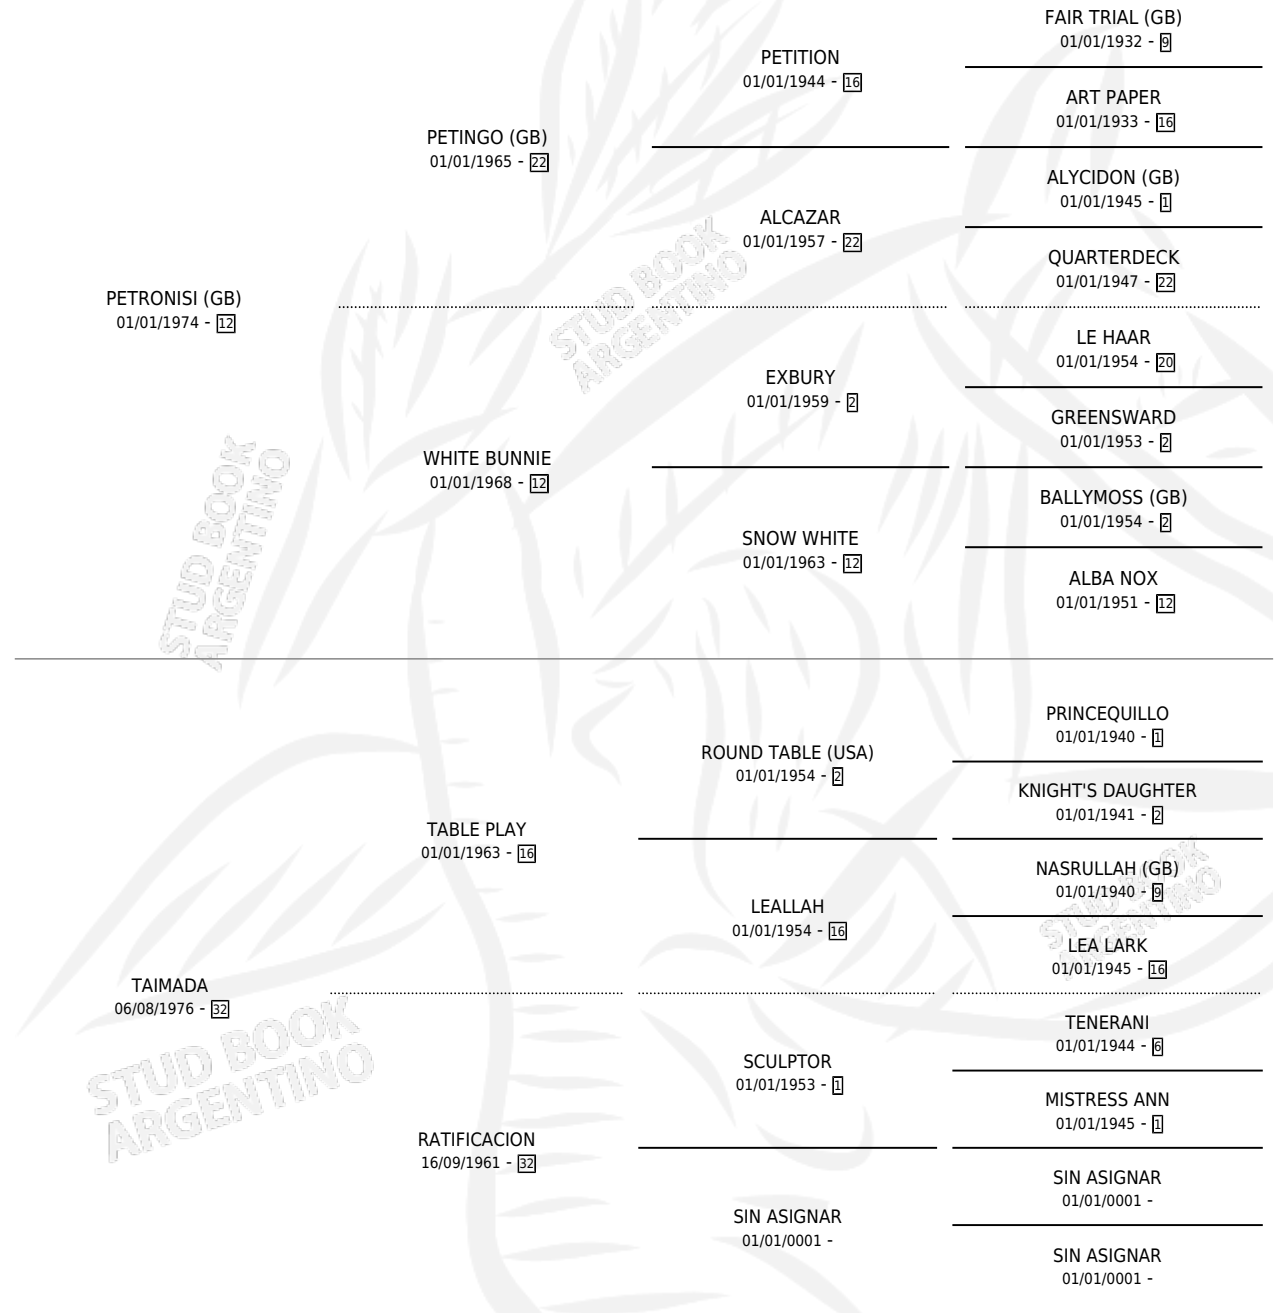 FAIR TRIAL (GB)
01/01/1932 - 9
PETITION
01/01/1944 - 16
ART PAPER
01/01/1933 - 16
PETINGO (GB)
01/01/1965 - 22
ALYCIDON (GB)
01/01/1945 - 1
ALCAZAR
01/01/1957 - 22
QUARTERDECK
01/01/1947 - 22
PETRONISI (GB)
01/01/1974 - 12
LE HAAR
01/01/1954 - 20
EXBURY
01/01/1959 - 2
GREENSWARD
01/01/1953 - 2
WHITE BUNNIE
01/01/1968 - 12
BALLYMOSS (GB)
01/01/1954 - 2
SNOW WHITE
01/01/1963 - 12
ALBA NOX
01/01/1951 - 12
PRINCEQUILLO
01/01/1940 - 1
ROUND TABLE (USA)
01/01/1954 - 2
KNIGHT'S DAUGHTER
01/01/1941 - 2
TABLE PLAY
01/01/1963 - 16
NASRULLAH (GB)
01/01/1940 - 9
LEALLAH
01/01/1954 - 16
LEA LARK
01/01/1945 - 16
TAIMADA
06/08/1976 - 32
TENERANI
01/01/1944 - 6
SCULPTOR
01/01/1953 - 1
MISTRESS ANN
01/01/1945 - 1
RATIFICACION
16/09/1961 - 32
SIN ASIGNAR
01/01/0001 -
SIN ASIGNAR
01/01/0001 -
SIN ASIGNAR
01/01/0001 -
STUD BOOK
ARGENTINO
STUD BOOK
ARGENTINO
STUD BOOK
ARGENTINO
STUD BOOK
ARGENTINO